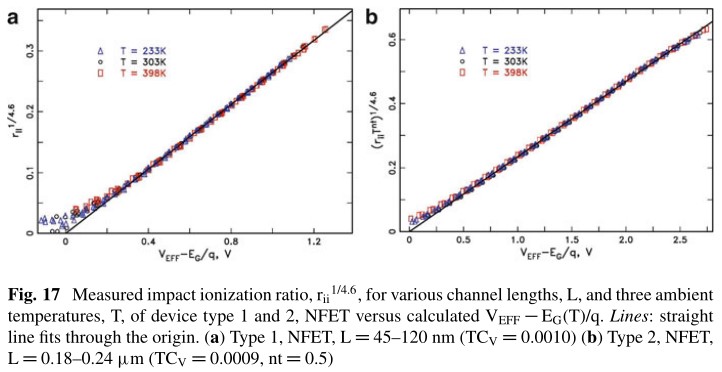 a
b
r_ii^1/4.6
0 0.1 0.2 0.3
△ T = 233K
○ T = 303K
□ T = 398K
0 0.4 0.8 1.2
V_EFF−E_G/q, V
(r_ii T^nt)^1/4.6
0 0.2 0.4 0.6
△ T = 233K
○ T = 303K
□ T = 398K
0 0.5 1.0 1.5 2.0 2.5
V_EFF−E_G/q, V
Fig. 17 Measured impact ionization ratio, r_ii^1/4.6, for various channel lengths, L, and three ambient
temperatures, T, of device type 1 and 2, NFET versus calculated V_EFF − E_G(T)/q. Lines: straight
line fits through the origin. (a) Type 1, NFET, L = 45–120 nm (TC_V = 0.0010) (b) Type 2, NFET,
L = 0.18–0.24 μm (TC_V = 0.0009, nt = 0.5)